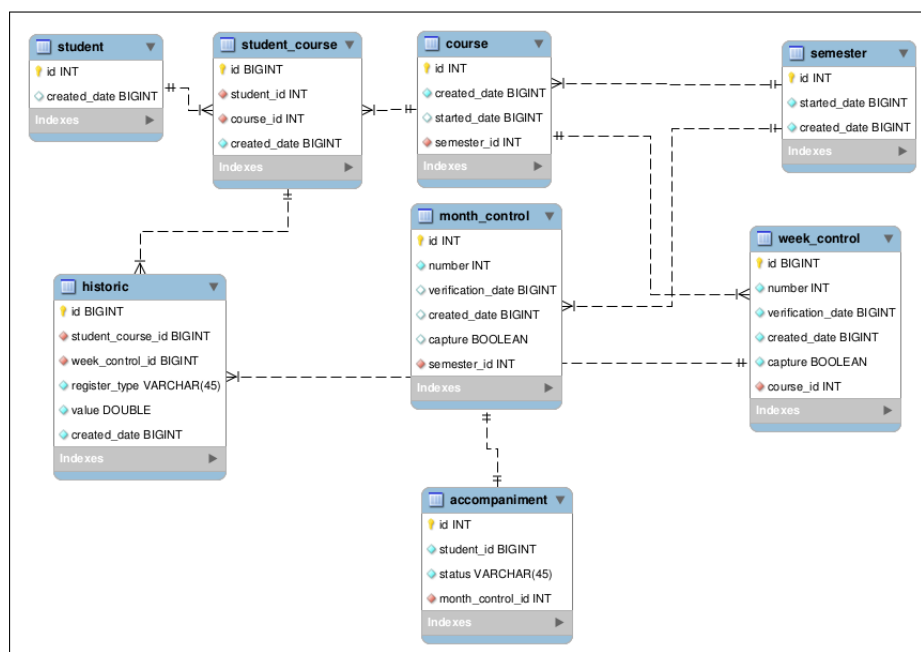 student
id INT
created_date BIGINT
Indexes
student_course
id BIGINT
student_id INT
course_id INT
created_date BIGINT
Indexes
course
id INT
created_date BIGINT
started_date BIGINT
semester_id INT
Indexes
semester
id INT
started_date BIGINT
created_date BIGINT
Indexes
month_control
id INT
number INT
verification_date BIGINT
created_date BIGINT
capture BOOLEAN
semester_id INT
Indexes
week_control
id BIGINT
number INT
verification_date BIGINT
created_date BIGINT
capture BOOLEAN
course_id INT
Indexes
historic
id BIGINT
student_course_id BIGINT
week_control_id BIGINT
register_type VARCHAR(45)
value DOUBLE
created_date BIGINT
Indexes
accompaniment
id INT
student_id BIGINT
status VARCHAR(45)
month_control_id INT
Indexes